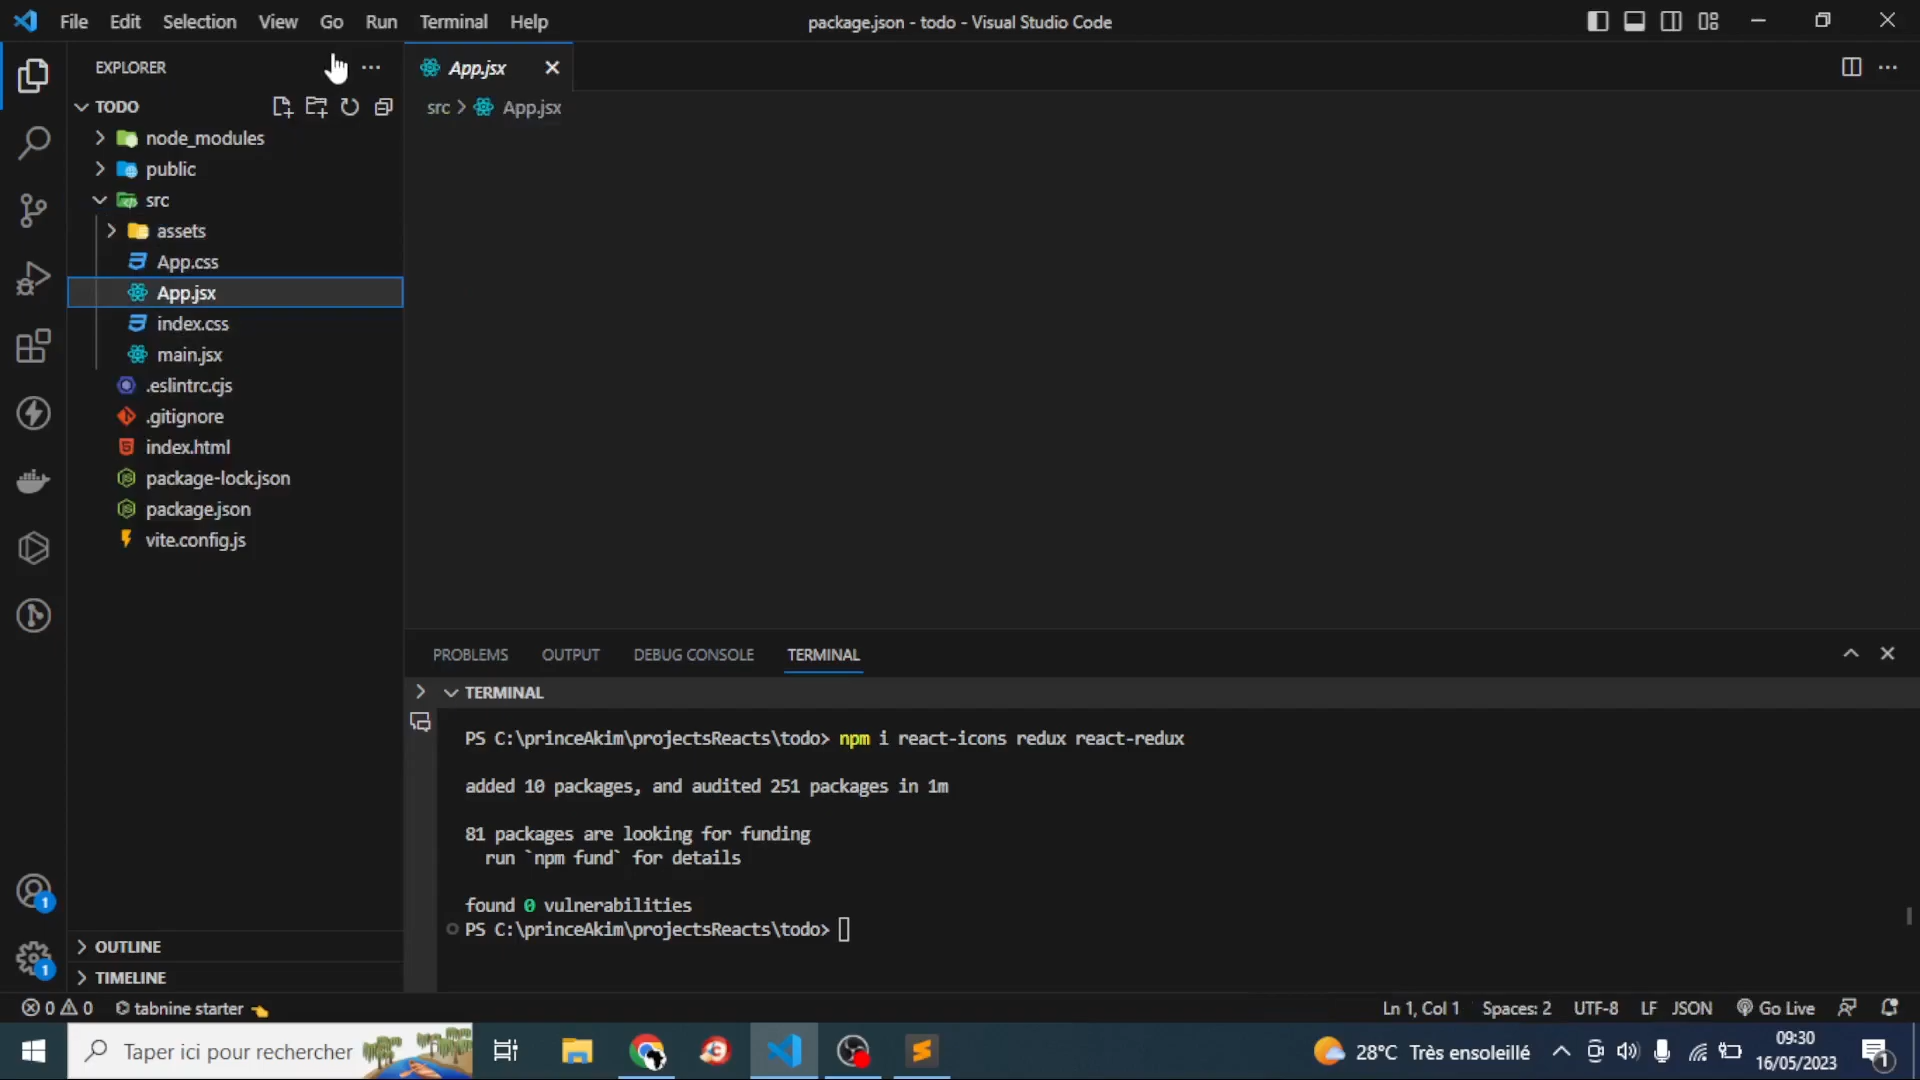 File Edit Selection View Go Run Terminal Help
package.json - todo - Visual Studio Code
EXPLORER
TODO
node_modules
public
src
assets
App.css
App.jsx
index.css
main.jsx
.eslintrc.cjs
.gitignore
index.html
package-lock.json
package.json
vite.config.js
OUTLINE
TIMELINE
App.jsx
src > App.jsx
PROBLEMS OUTPUT DEBUG CONSOLE TERMINAL
TERMINAL
PS C:\princeAkim\projectsReacts\todo> npm i react-icons redux react-redux
added 10 packages, and audited 251 packages in 1m
81 packages are looking for funding
run `npm fund` for details
found 0 vulnerabilities
PS C:\princeAkim\projectsReacts\todo>
1
1
0 0 tabnine starter
Ln 1, Col 1 Spaces: 2 UTF-8 LF JSON Go Live
Taper ici pour rechercher
28°C Très ensoleillé
09:30
16/05/2023
1